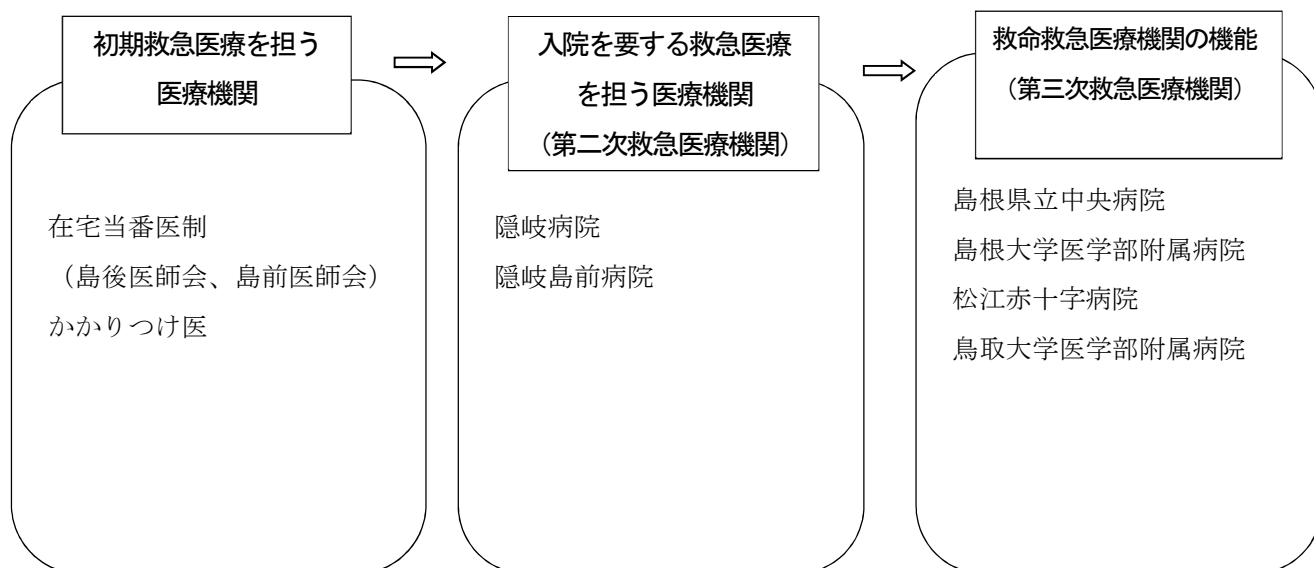 初期救急医療を担う
医療機関
在宅当番医制
（島後医師会、島前医師会）
かかりつけ医
入院を要する救急医療
を担う医療機関
（第二次救急医療機関）
隠岐病院
隠岐島前病院
救命救急医療機関の機能
（第三次救急医療機関）
島根県立中央病院
島根大学医学部附属病院
松江赤十字病院
鳥取大学医学部附属病院